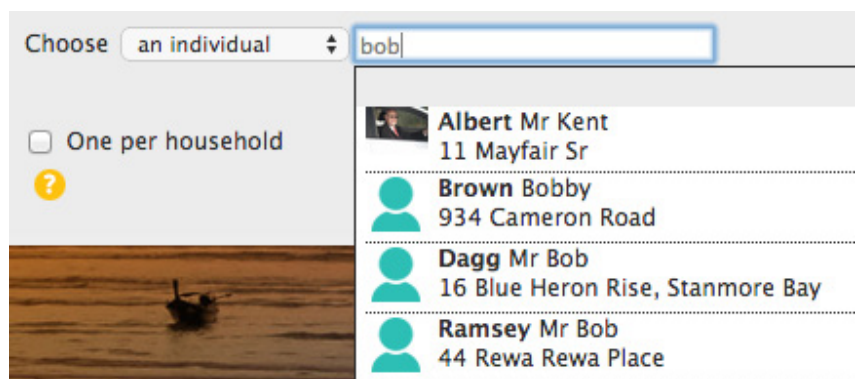 Choose an individual bob
Albert Mr Kent
11 Mayfair Sr
One per household
?
Brown Bobby
934 Cameron Road
Dagg Mr Bob
16 Blue Heron Rise, Stanmore Bay
Ramsey Mr Bob
44 Rewa Rewa Place